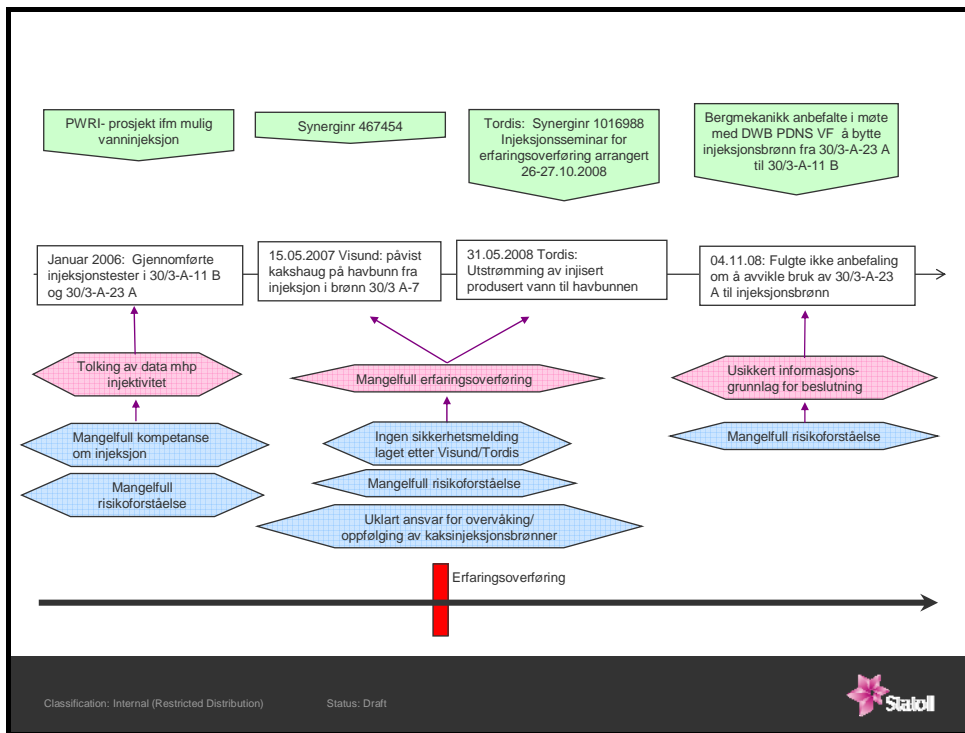 PWRI- prosjekt ifm mulig
vanninjeksjon
Synerginr 467454
Tordis: Synerginr 1016988
Injeksjonsseminar for
erfaringsoverføring arrangert
26-27.10.2008
Bergmekanikk anbefalte i møte
med DWB PDNS VF å bytte
injeksjonsbrønn fra 30/3-A-23 A
til 30/3-A-11 B
Januar 2006: Gjennomførte
injeksjonstester i 30/3-A-11 B
og 30/3-A-23 A
15.05.2007 Visund: påvist
kakshaug på havbunn fra
injeksjon i brønn 30/3 A-7
31.05.2008 Tordis:
Utstrømming av injisert
produsert vann til havbunnen
04.11.08: Fulgte ikke anbefaling
om å avvikle bruk av 30/3-A-23
A til injeksjonsbrønn
Tolking av data mhp
injektivitet
Mangelfull erfaringsoverføring
Usikkert informasjons-
grunnlag for beslutning
Mangelfull kompetanse
om injeksjon
Mangelfull
risikoforståelse
Ingen sikkerhetsmelding
laget etter Visund/Tordis
Mangelfull risikoforståelse
Uklart ansvar for overvåking/
oppfølging av kaksinjeksjonsbrønner
Mangelfull risikoforståelse
Erfaringsoverføring
Classification: Internal (Restricted Distribution)
Status: Draft
Statoil